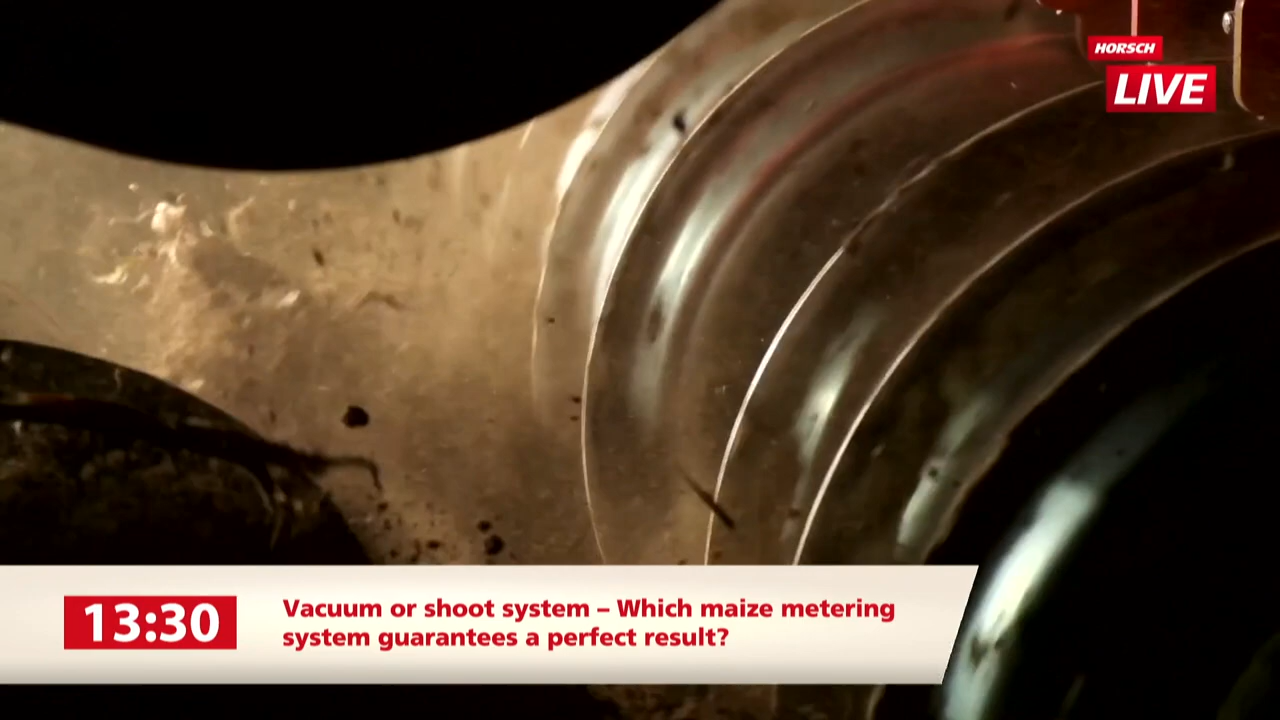 HORSCH
LIVE
13:30
Vacuum or shoot system – Which maize metering
system guarantees a perfect result?